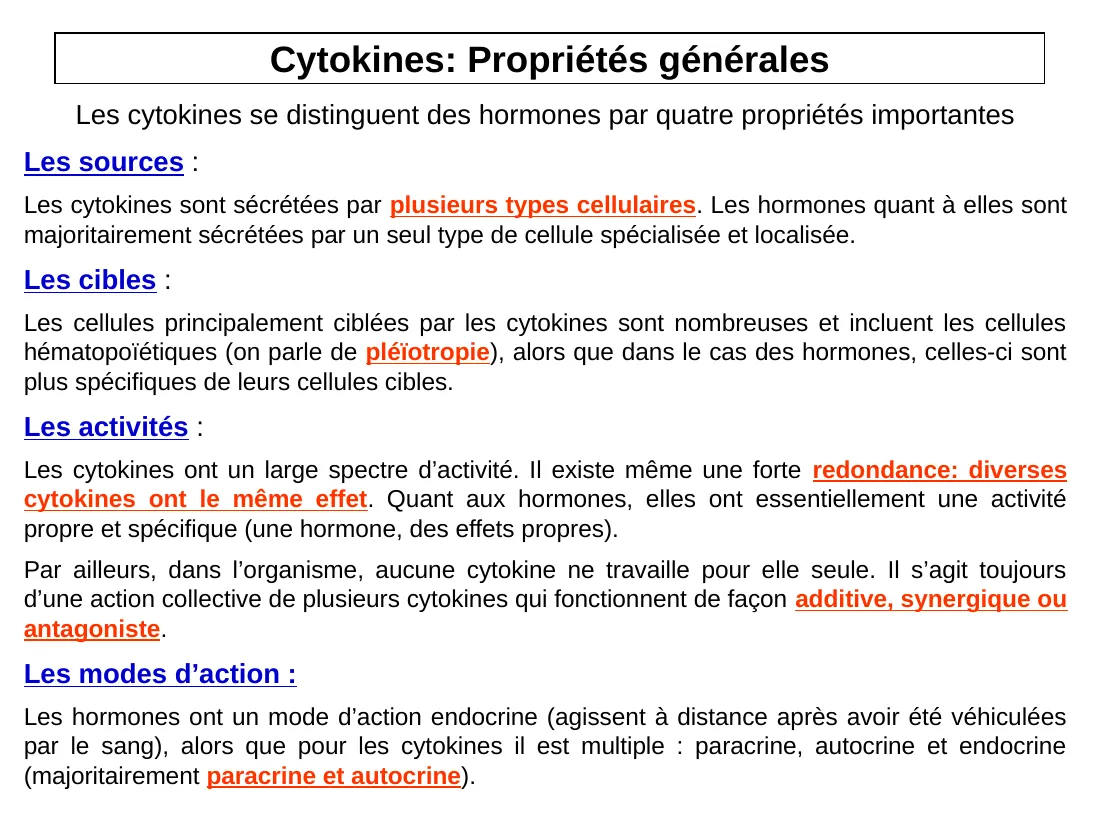 Cytokines: Propriétés générales
Les cytokines se distinguent des hormones par quatre propriétés importantes
Les sources :
Les cytokines sont sécrétées par plusieurs types cellulaires. Les hormones quant à elles sont
majoritairement sécrétées par un seul type de cellule spécialisée et localisée.
Les cibles :
Les cellules principalement ciblées par les cytokines sont nombreuses et incluent les cellules
hématopoïétiques (on parle de pléïotropie), alors que dans le cas des hormones, celles-ci sont
plus spécifiques de leurs cellules cibles.
Les activités :
Les cytokines ont un large spectre d’activité. Il existe même une forte redondance: diverses
cytokines ont le même effet. Quant aux hormones, elles ont essentiellement une activité
propre et spécifique (une hormone, des effets propres).
Par ailleurs, dans l’organisme, aucune cytokine ne travaille pour elle seule. Il s’agit toujours
d’une action collective de plusieurs cytokines qui fonctionnent de façon additive, synergique ou
antagoniste.
Les modes d’action :
Les hormones ont un mode d’action endocrine (agissent à distance après avoir été véhiculées
par le sang), alors que pour les cytokines il est multiple : paracrine, autocrine et endocrine
(majoritairement paracrine et autocrine).